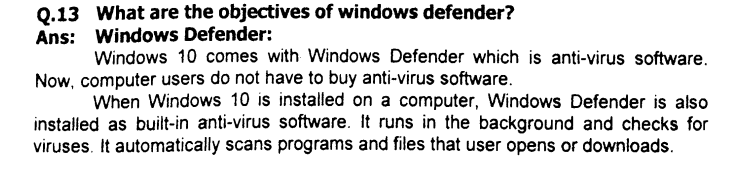 Q.13 What are the objectives of windows defender?
Ans: Windows Defender:
Windows 10 comes with Windows Defender which is anti-virus software.
Now, computer users do not have to buy anti-virus software.
When Windows 10 is installed on a computer, Windows Defender is also
installed as built-in anti-virus software. It runs in the background and checks for
viruses. It automatically scans programs and files that user opens or downloads.